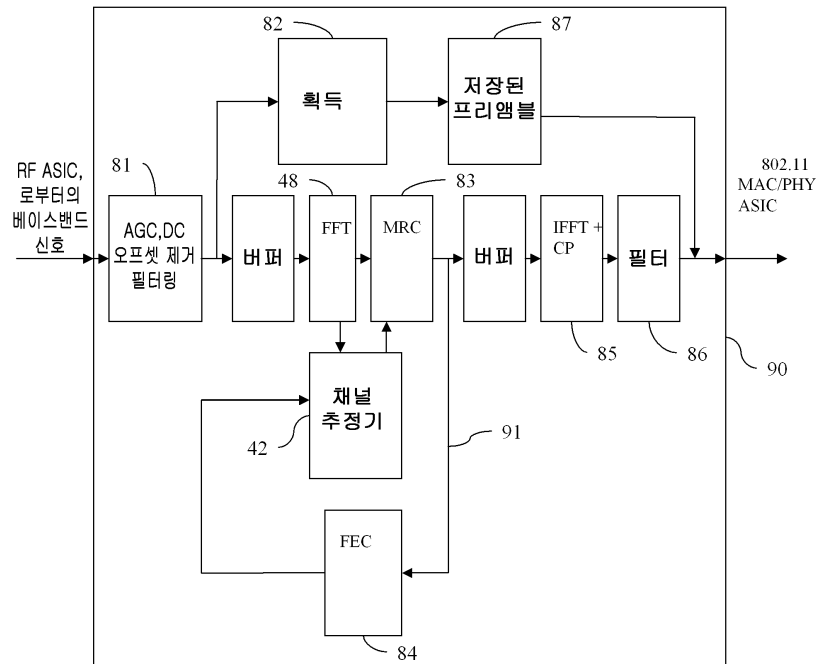 82
87
획득
저장된
프리앰블
RF ASIC,
로부터의
베이스밴드
신호
81
AGC,DC
오프셋 제거
필터링
버퍼
48
FFT
83
MRC
버퍼
IFFT +
CP
85
필터
86
802.11
MAC/PHY
ASIC
90
채널
추정기
42
91
FEC
84